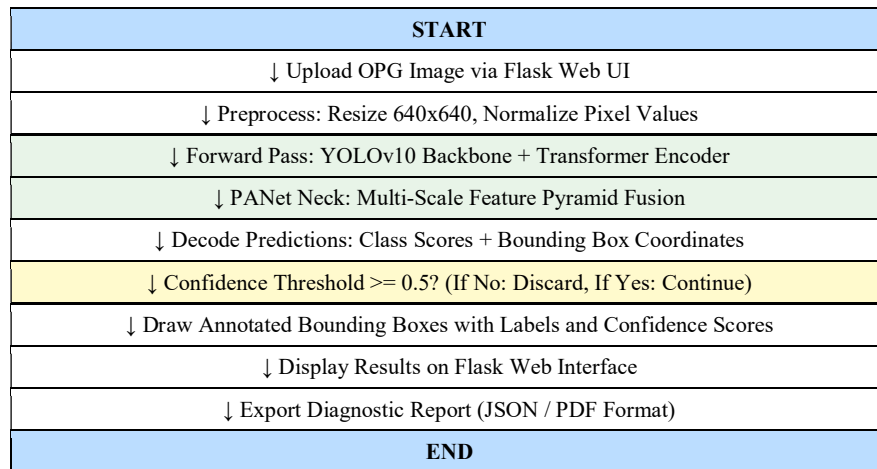 START
↓ Upload OPG Image via Flask Web UI
↓ Preprocess: Resize 640x640, Normalize Pixel Values
↓ Forward Pass: YOLOv10 Backbone + Transformer Encoder
↓ PANet Neck: Multi-Scale Feature Pyramid Fusion
↓ Decode Predictions: Class Scores + Bounding Box Coordinates
↓ Confidence Threshold >= 0.5? (If No: Discard, If Yes: Continue)
↓ Draw Annotated Bounding Boxes with Labels and Confidence Scores
↓ Display Results on Flask Web Interface
↓ Export Diagnostic Report (JSON / PDF Format)
END